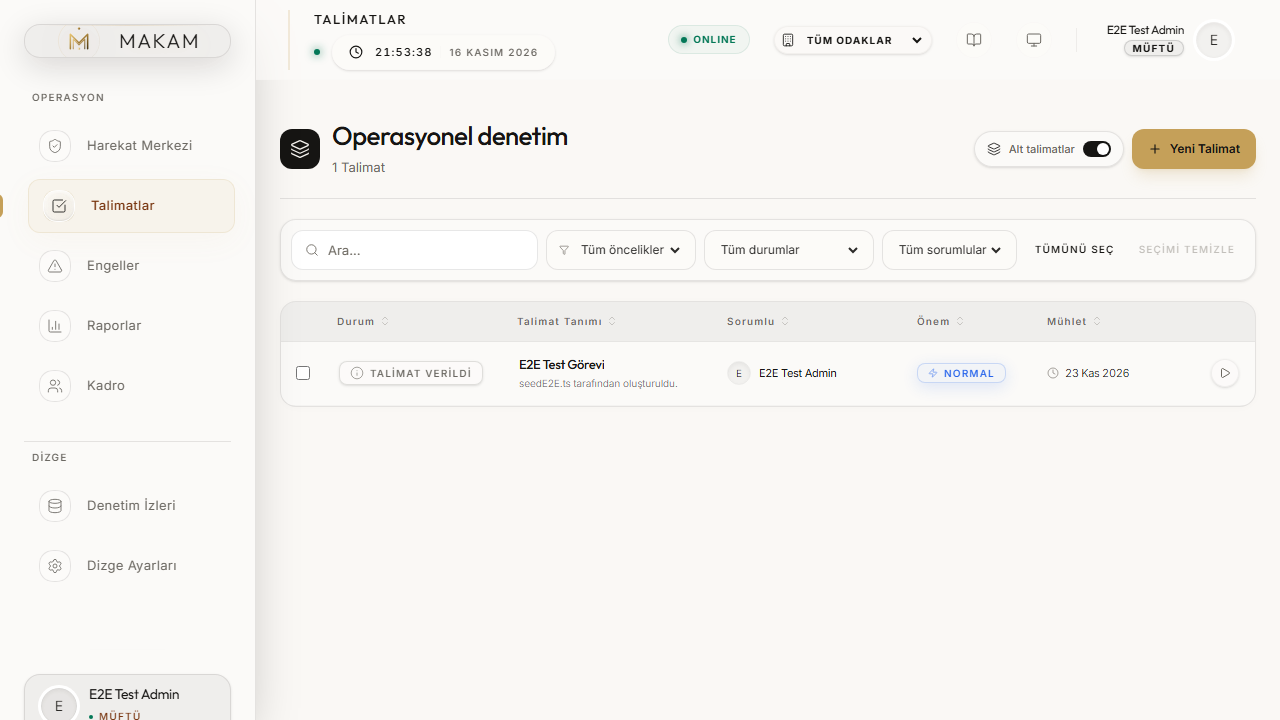 MAKAM
OPERASYON
Harekat Merkezi
Talimatlar
Engeller
Raporlar
Kadro
DİZGE
Denetim İzleri
Dizge Ayarları
E
E2E Test Admin
MÜFTÜ
TALİMATLAR
21:53:38 16 KASIM 2026
ONLINE
TÜM ODAKLAR
E2E Test Admin
MÜFTÜ
E
Operasyonel denetim
1 Talimat
Alt talimatlar
Yeni Talimat
Ara...
Tüm öncelikler
Tüm durumlar
Tüm sorumlular
TÜMÜNÜ SEÇ
SEÇİMİ TEMİZLE
Durum Talimat Tanımı Sorumlu Önem Mühlet
TALİMAT VERİLDİ
E2E Test Görevi
seedE2E.ts tarafından oluşturuldu.
E
E2E Test Admin
NORMAL
23 Kas 2026